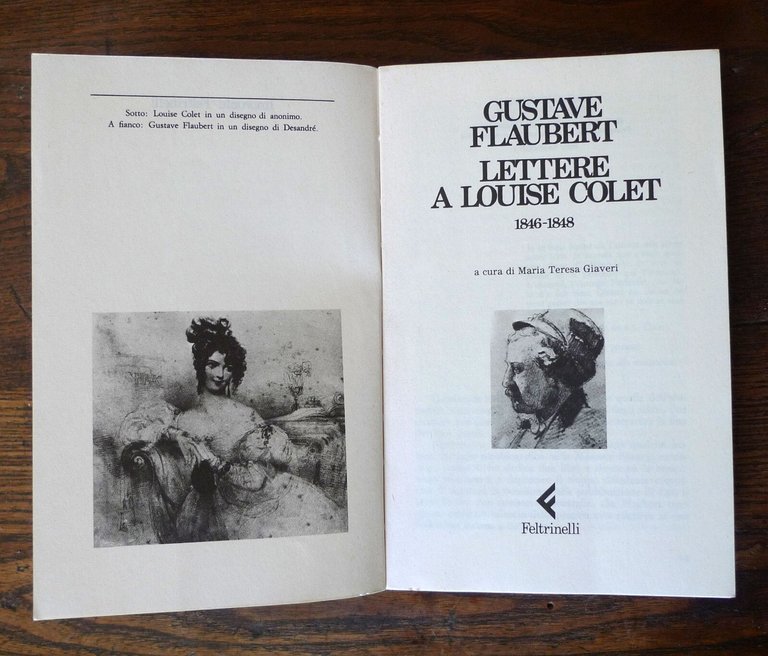 Sotto: Louise Colet in un disegno di anonimo.
A fianco: Gustave Flaubert in un disegno di Desandré.
GUSTAVE
FLAUBERT
LETTERE
A LOUISE COLET
1846-1848
a cura di Maria Teresa Giaveri
Feltrinelli